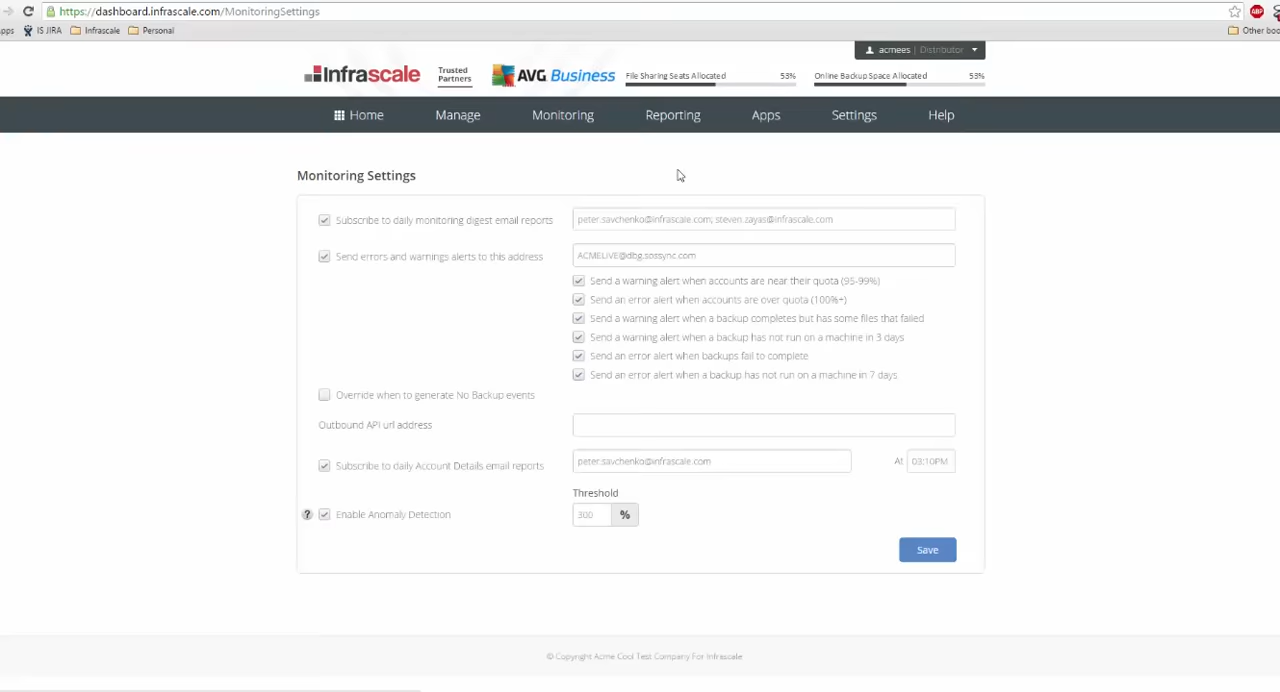 https://dashboard.infrascale.com/MonitoringSettings
ABP
IS JIRA Infrascale Personal
acmees | Distributor
Infrascale Trusted Partners AVG Business File Sharing Seats Allocated 53% Online Backup Space Allocated 53%
Home Manage Monitoring Reporting Apps Settings Help
Monitoring Settings
Subscribe to daily monitoring digest email reports peter.savchenko@infrascale.com; steven.zayas@infrascale.com
Send errors and warnings alerts to this address ACMELIVE@dbg.sossync.com
Send a warning alert when accounts are near their quota (95-99%)
Send an error alert when accounts are over quota (100%+)
Send a warning alert when a backup completes but has some files that failed
Send a warning alert when a backup has not run on a machine in 3 days
Send an error alert when backups fail to complete
Send an error alert when a backup has not run on a machine in 7 days
Override when to generate No Backup events
Outbound API url address
Subscribe to daily Account Details email reports peter.savchenko@infrascale.com At 03:10PM
Threshold
? Enable Anomaly Detection 300 %
Save
© Copyright Acme Cool Test Company For Infrascale